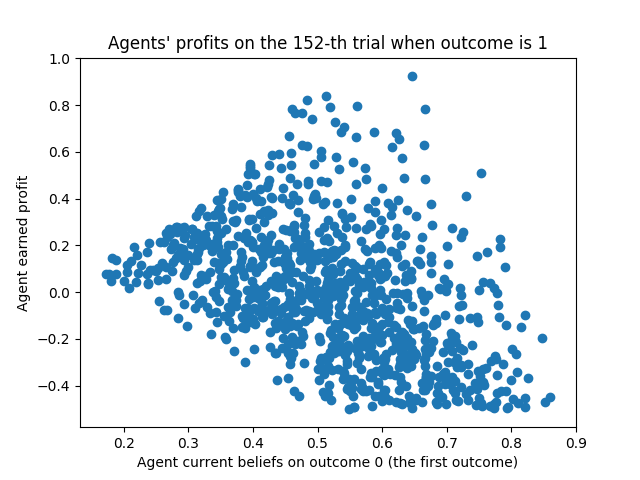 Agents' profits on the 152-th trial when outcome is 1
1.0
0.8
0.6
0.4
0.2
0.0
−0.2
−0.4
Agent earned profit
0.2 0.3 0.4 0.5 0.6 0.7 0.8 0.9
Agent current beliefs on outcome 0 (the first outcome)